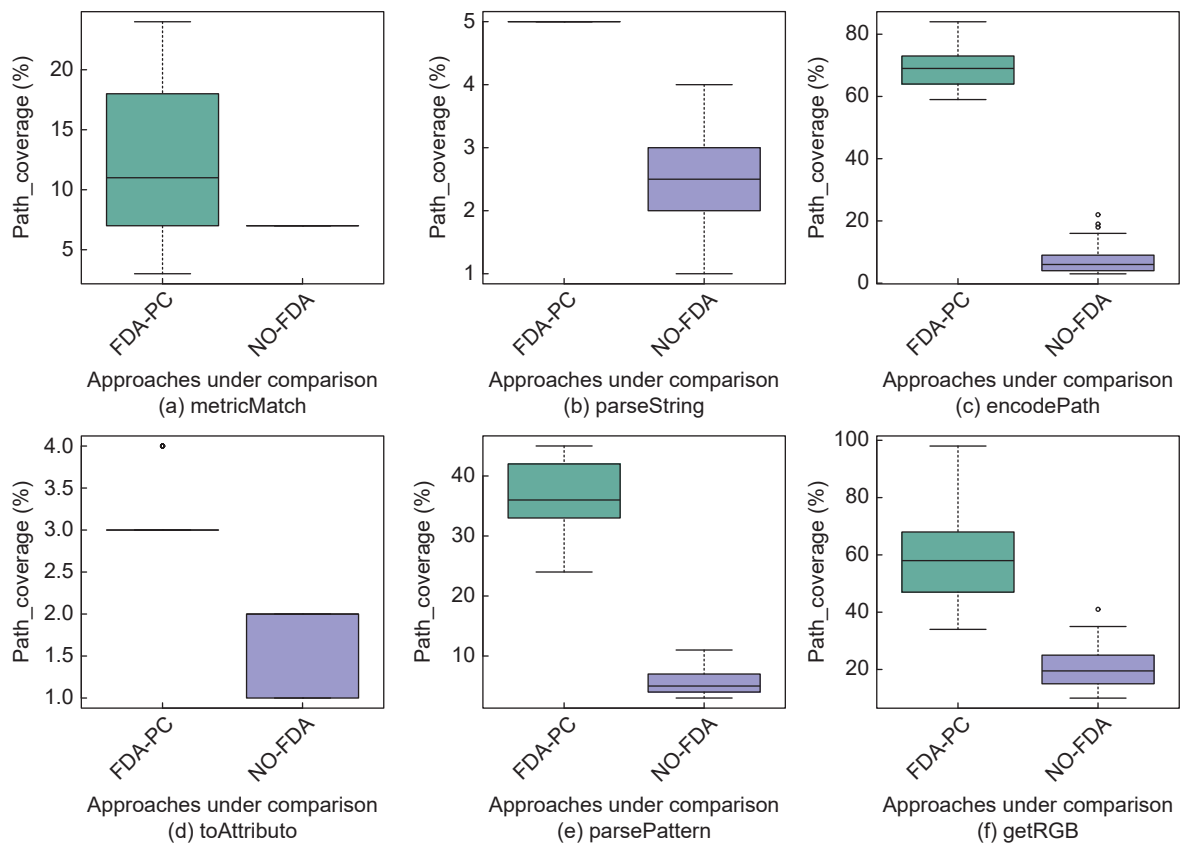 Path_coverage (%)
20
15
10
5
FDA-PC
NO-FDA
Approaches under comparison
(a) metricMatch
Path_coverage (%)
5
4
3
2
1
FDA-PC
NO-FDA
Approaches under comparison
(b) parseString
Path_coverage (%)
80
60
40
20
0
FDA-PC
NO-FDA
Approaches under comparison
(c) encodePath
Path_coverage (%)
4.0
3.5
3.0
2.5
2.0
1.5
1.0
FDA-PC
NO-FDA
Approaches under comparison
(d) toAttributo
Path_coverage (%)
40
30
20
10
FDA-PC
NO-FDA
Approaches under comparison
(e) parsePattern
Path_coverage (%)
100
80
60
40
20
FDA-PC
NO-FDA
Approaches under comparison
(f) getRGB